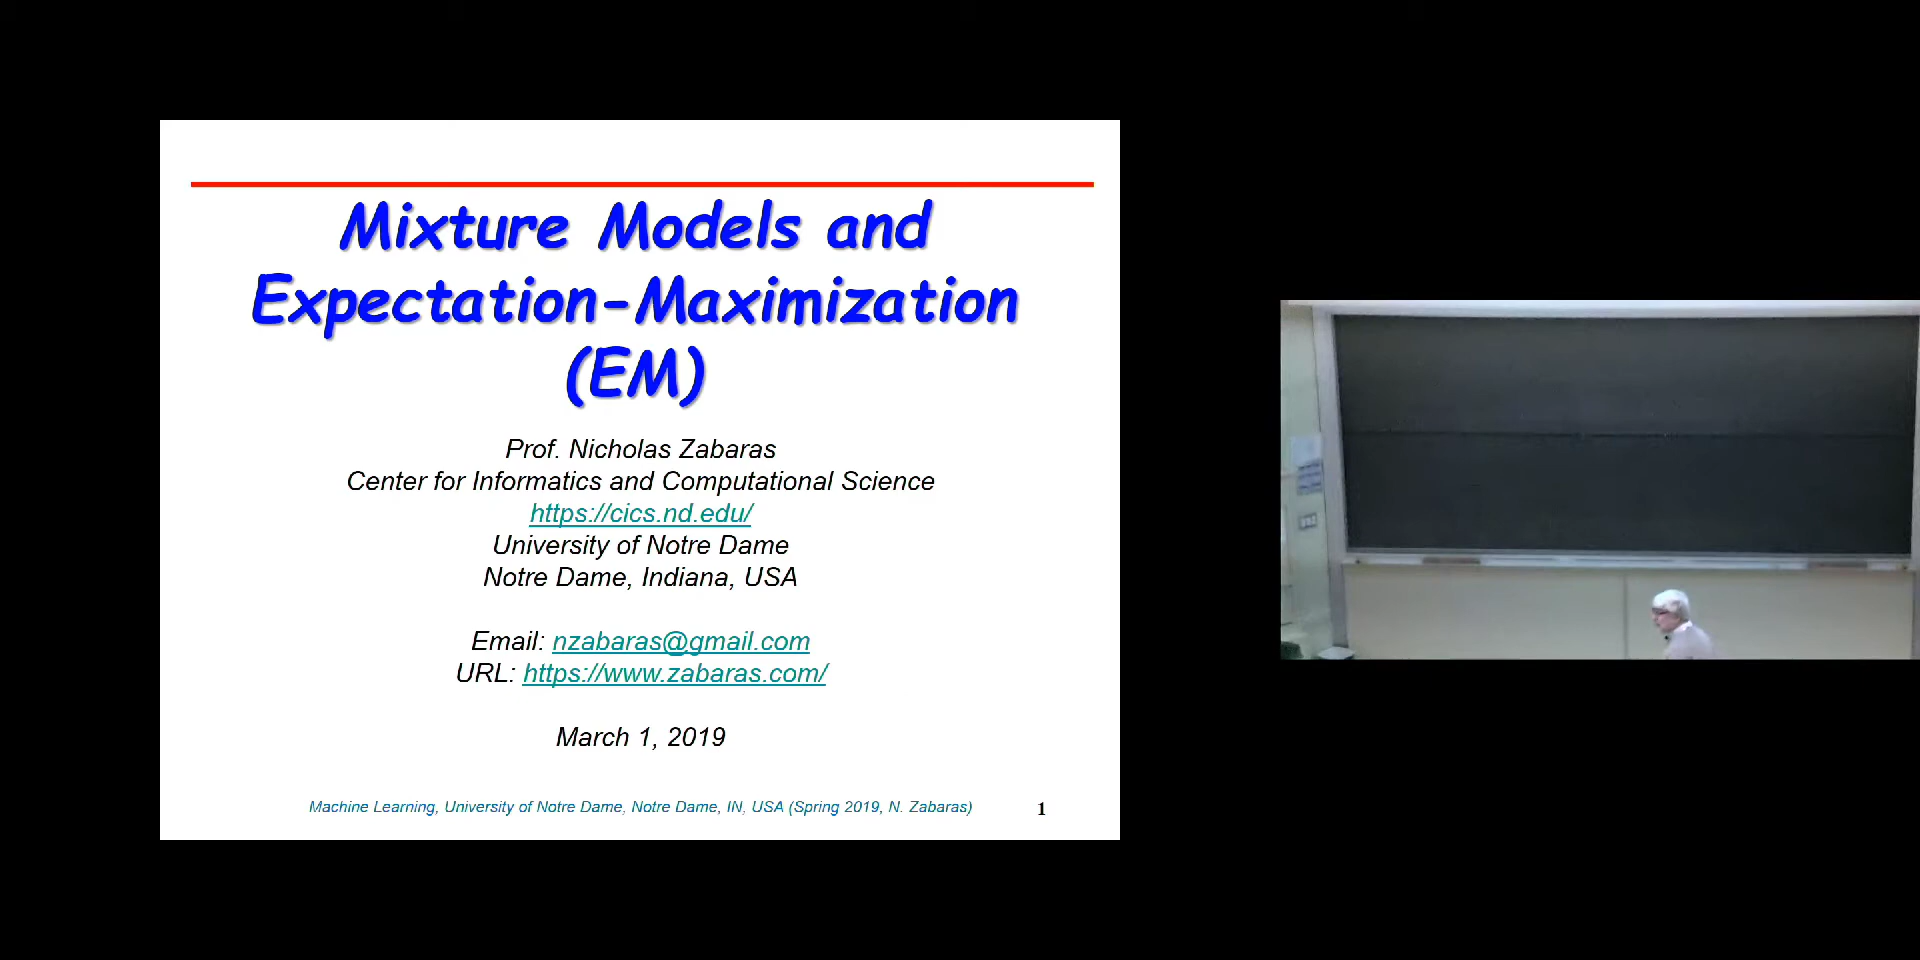 Mixture Models and
Expectation-Maximization
(EM)
Prof. Nicholas Zabaras
Center for Informatics and Computational Science
https://cics.nd.edu/
University of Notre Dame
Notre Dame, Indiana, USA
Email: nzabaras@gmail.com
URL: https://www.zabaras.com/
March 1, 2019
Machine Learning, University of Notre Dame, Notre Dame, IN, USA (Spring 2019, N. Zabaras)
1